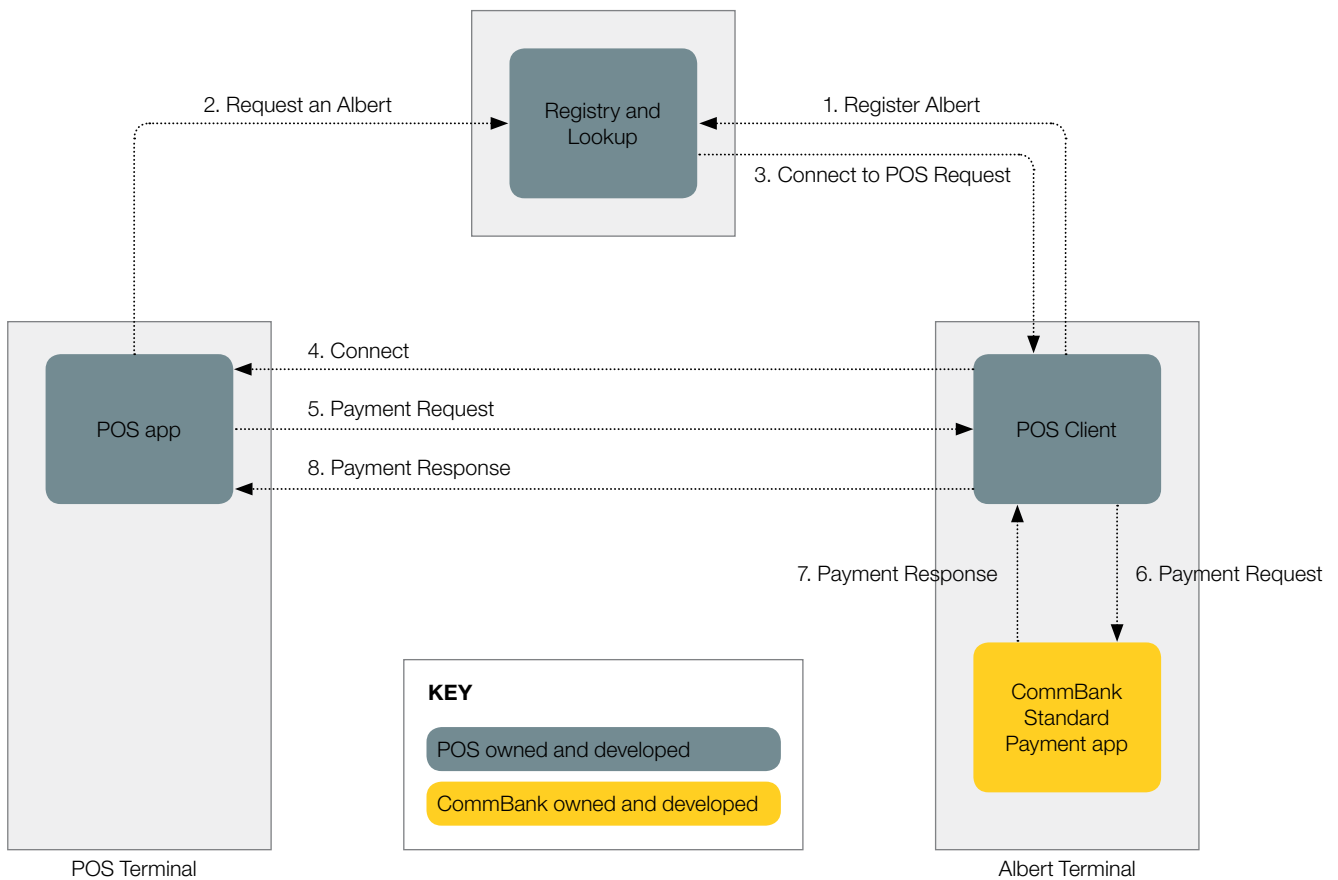 Registry and
Lookup
2. Request an Albert
1. Register Albert
3. Connect to POS Request
POS app
4. Connect
5. Payment Request
8. Payment Response
POS Client
7. Payment Response
6. Payment Request
CommBank
Standard
Payment app
KEY
POS owned and developed
CommBank owned and developed
POS Terminal
Albert Terminal